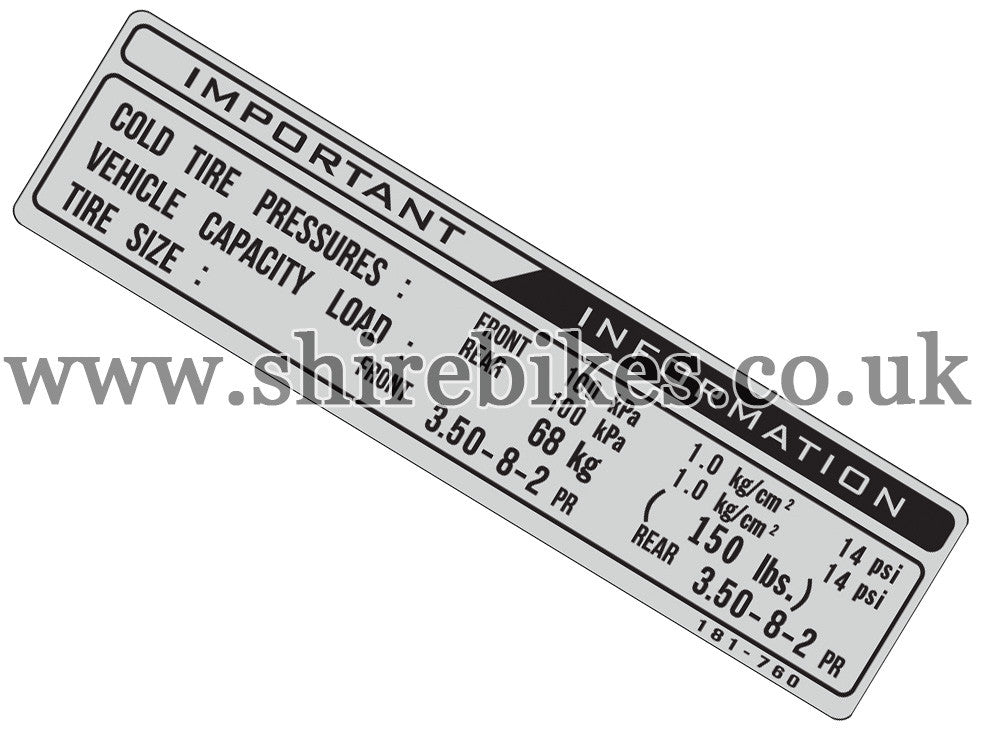 IMPORTANT INFORMATION
COLD TIRE PRESSURES : FRONT 100 kPa 1.0 kg/cm² 14 psi
REAR 100 kPa 1.0 kg/cm² 14 psi
VEHICLE CAPACITY LOAD : 68 kg ( 150 lbs.)
TIRE SIZE : FRONT 3.50-8-2 PR REAR 3.50-8-2 PR
181-760
www.shirebikes.co.uk